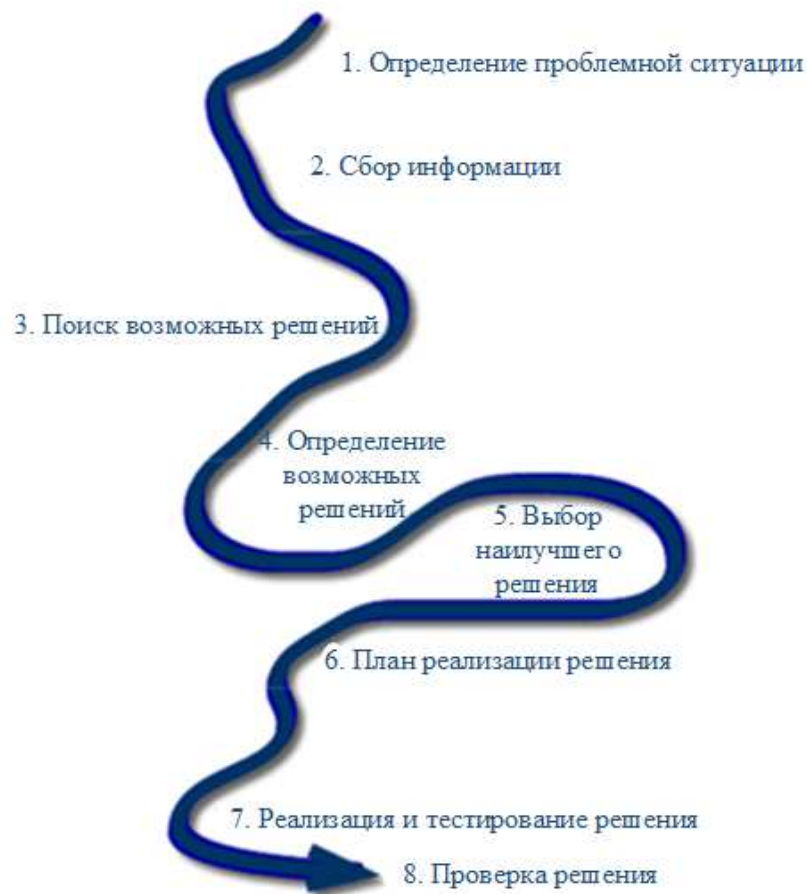 1. Определение проблемной ситуации
2. Сбор информации
3. Поиск возможных решений
4. Определение
возможных
решений
5. Выбор
наилучшего
решения
6. План реализации решения
7. Реализация и тестирование решения
8. Проверка решения